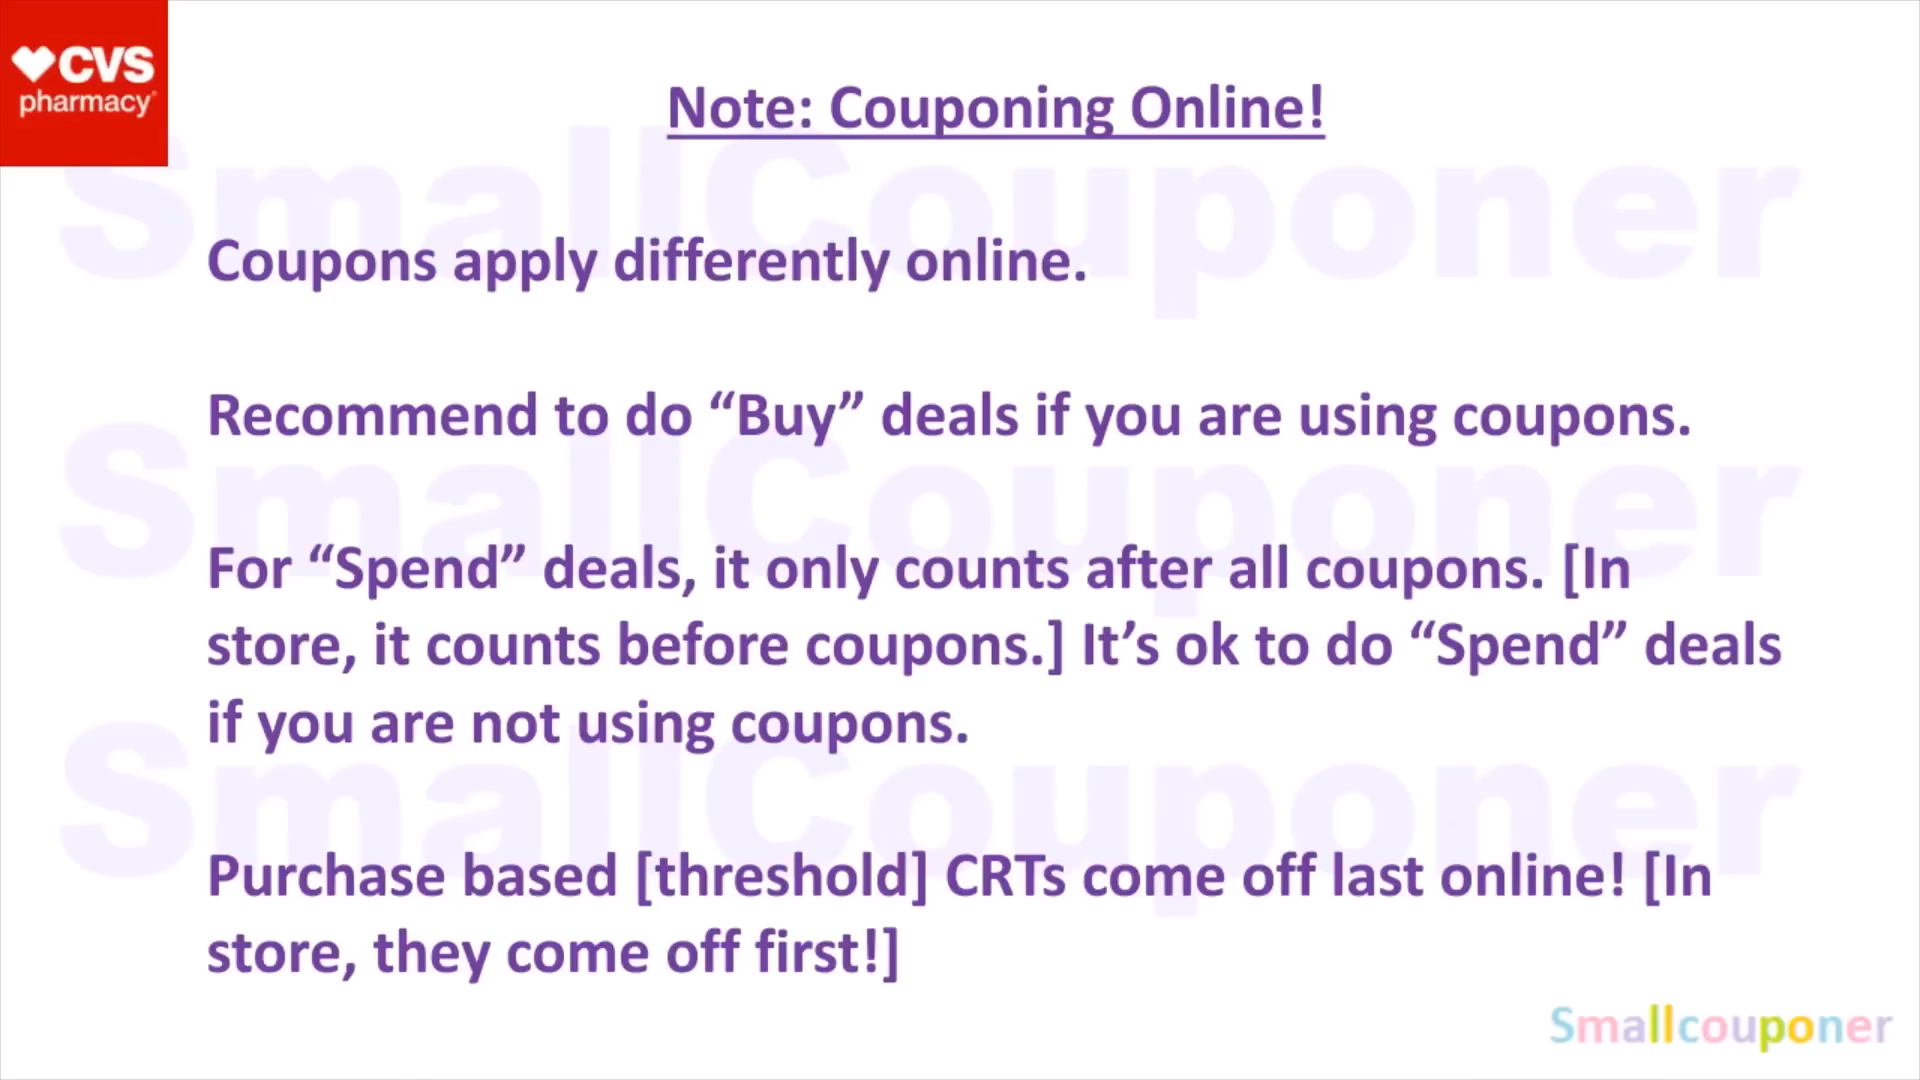 CVS
pharmacy
Note: Couponing Online!
SmallCouponer
Coupons apply differently online.
Recommend to do “Buy” deals if you are using coupons.
SmallCouponer
For “Spend” deals, it only counts after all coupons. [In
store, it counts before coupons.] It’s ok to do “Spend” deals
if you are not using coupons.
SmallCouponer
Purchase based [threshold] CRTs come off last online! [In
store, they come off first!]
Smallcouponer